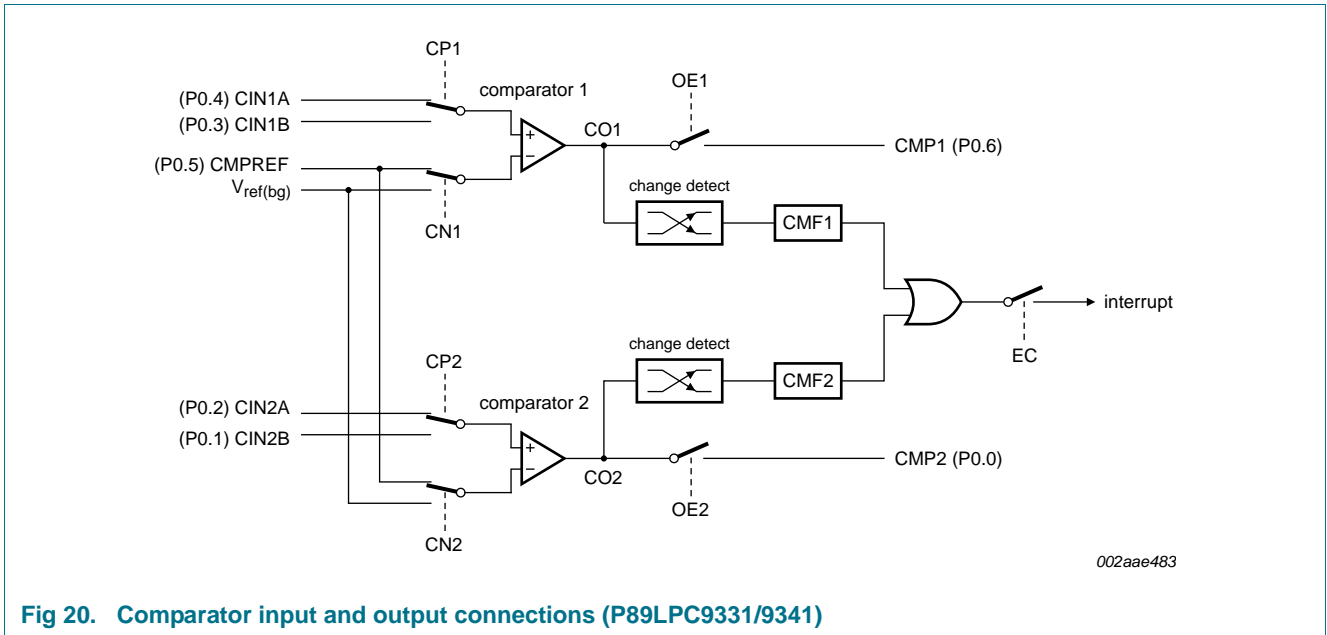 CP1
OE1
(P0.4) CIN1A
comparator 1
(P0.3) CIN1B
+
CO1
CMP1 (P0.6)
(P0.5) CMPREF
−
Vref(bg)
change detect
CN1
CMF1
interrupt
change detect
EC
CP2
CMF2
(P0.2) CIN2A
comparator 2
(P0.1) CIN2B
+
CMP2 (P0.0)
−
CO2
OE2
CN2
002aae483
Fig 20. Comparator input and output connections (P89LPC9331/9341)